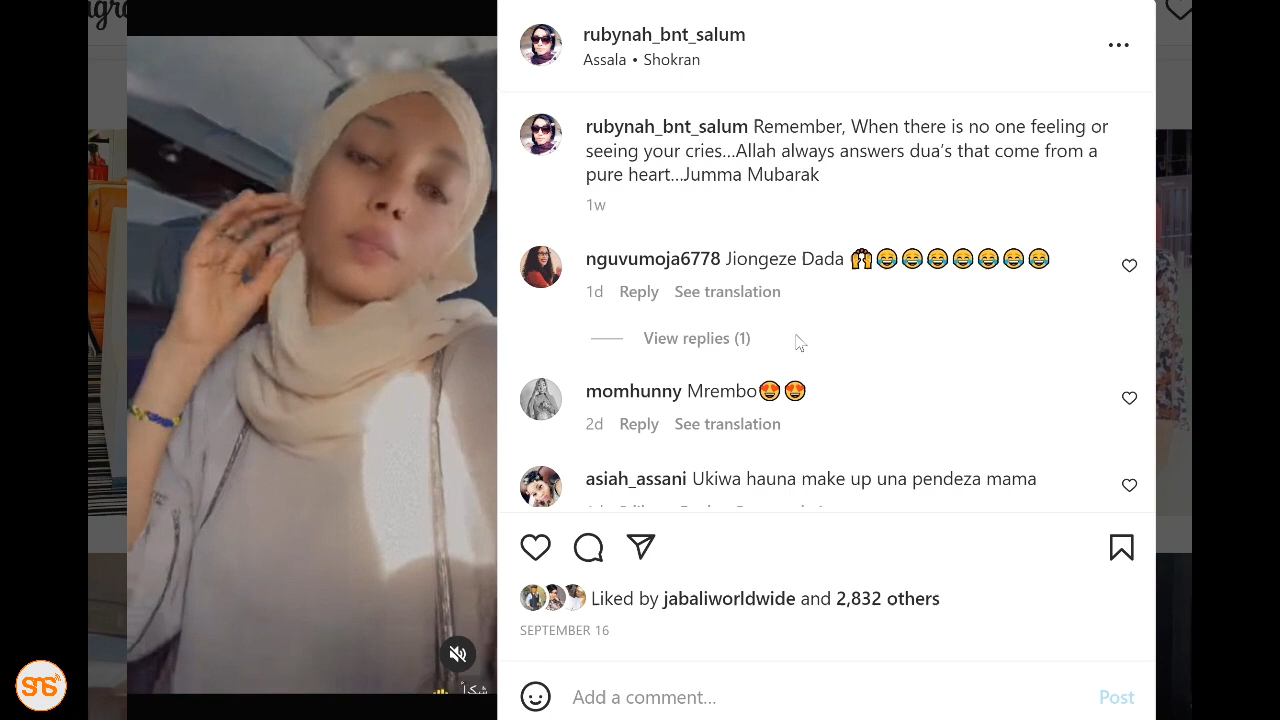 rubynah_bnt_salum
Assala • Shokran
rubynah_bnt_salum Remember, When there is no one feeling or
seeing your cries...Allah always answers dua's that come from a
pure heart...Jumma Mubarak
1w
nguvumoja6778 Jiongeze Dada 🙌😂😂😂😂😂😂😂
1d Reply See translation
View replies (1)
momhunny Mrembo😍😍
2d Reply See translation
asiah_assani Ukiwa hauna make up una pendeza mama
Liked by jabaliworldwide and 2,832 others
SEPTEMBER 16
Add a comment...
Post
شكراً
SNS